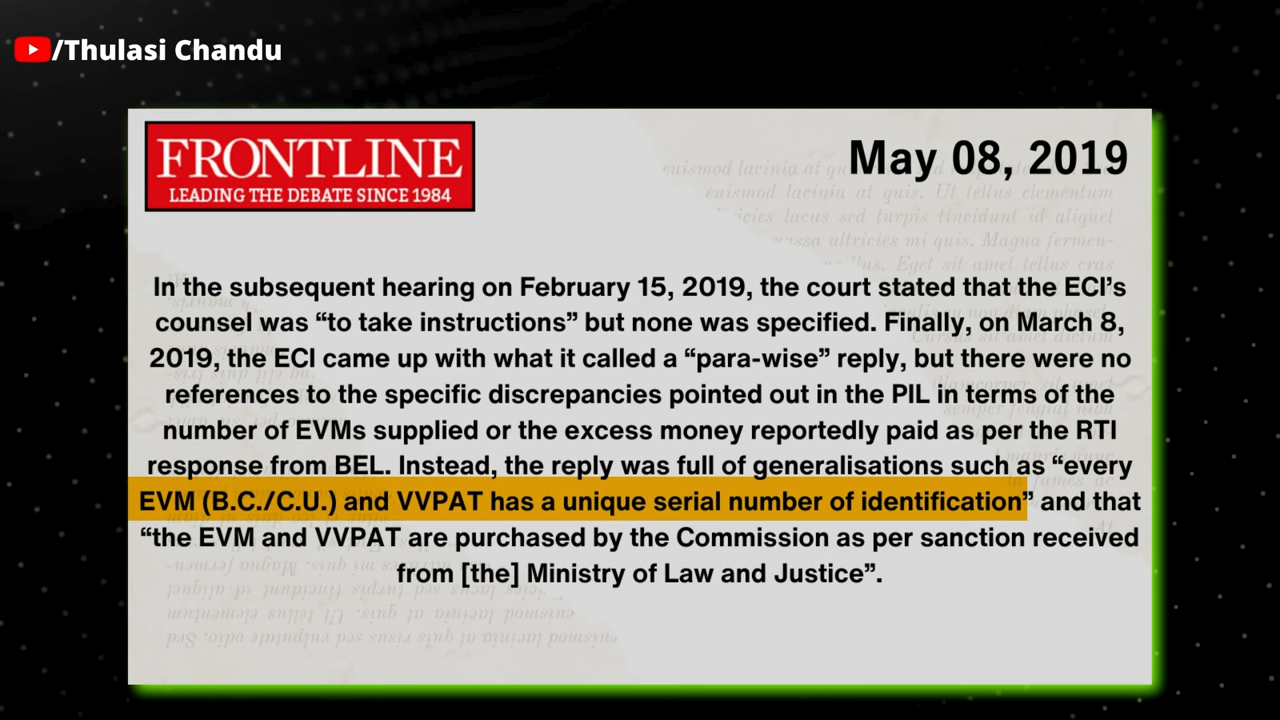 /Thulasi Chandu
FRONTLINE
LEADING THE DEBATE SINCE 1984
May 08, 2019
In the subsequent hearing on February 15, 2019, the court stated that the ECI’s
counsel was “to take instructions” but none was specified. Finally, on March 8,
2019, the ECI came up with what it called a “para-wise” reply, but there were no
references to the specific discrepancies pointed out in the PIL in terms of the
number of EVMs supplied or the excess money reportedly paid as per the RTI
response from BEL. Instead, the reply was full of generalisations such as “every
EVM (B.C./C.U.) and VVPAT has a unique serial number of identification” and that
“the EVM and VVPAT are purchased by the Commission as per sanction received
from [the] Ministry of Law and Justice”.